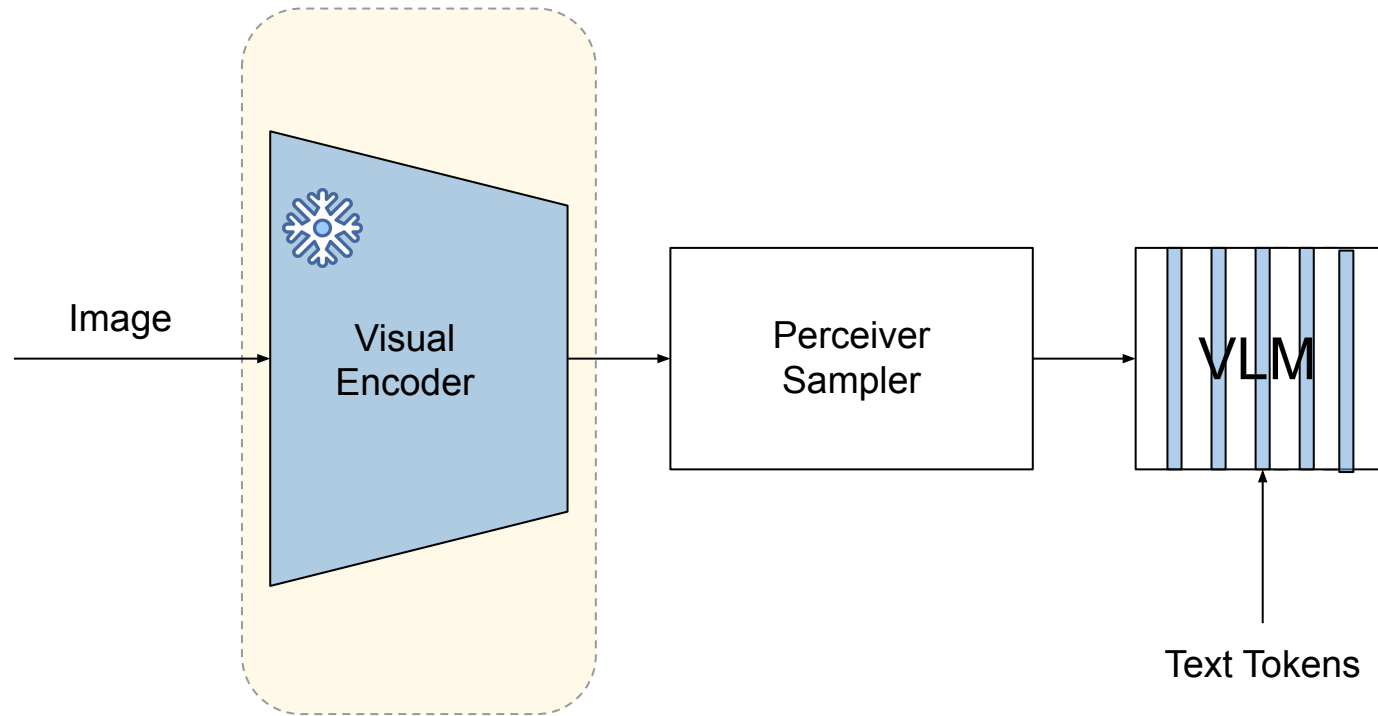 Image
Visual
Encoder
Perceiver
Sampler
VLM
Text Tokens